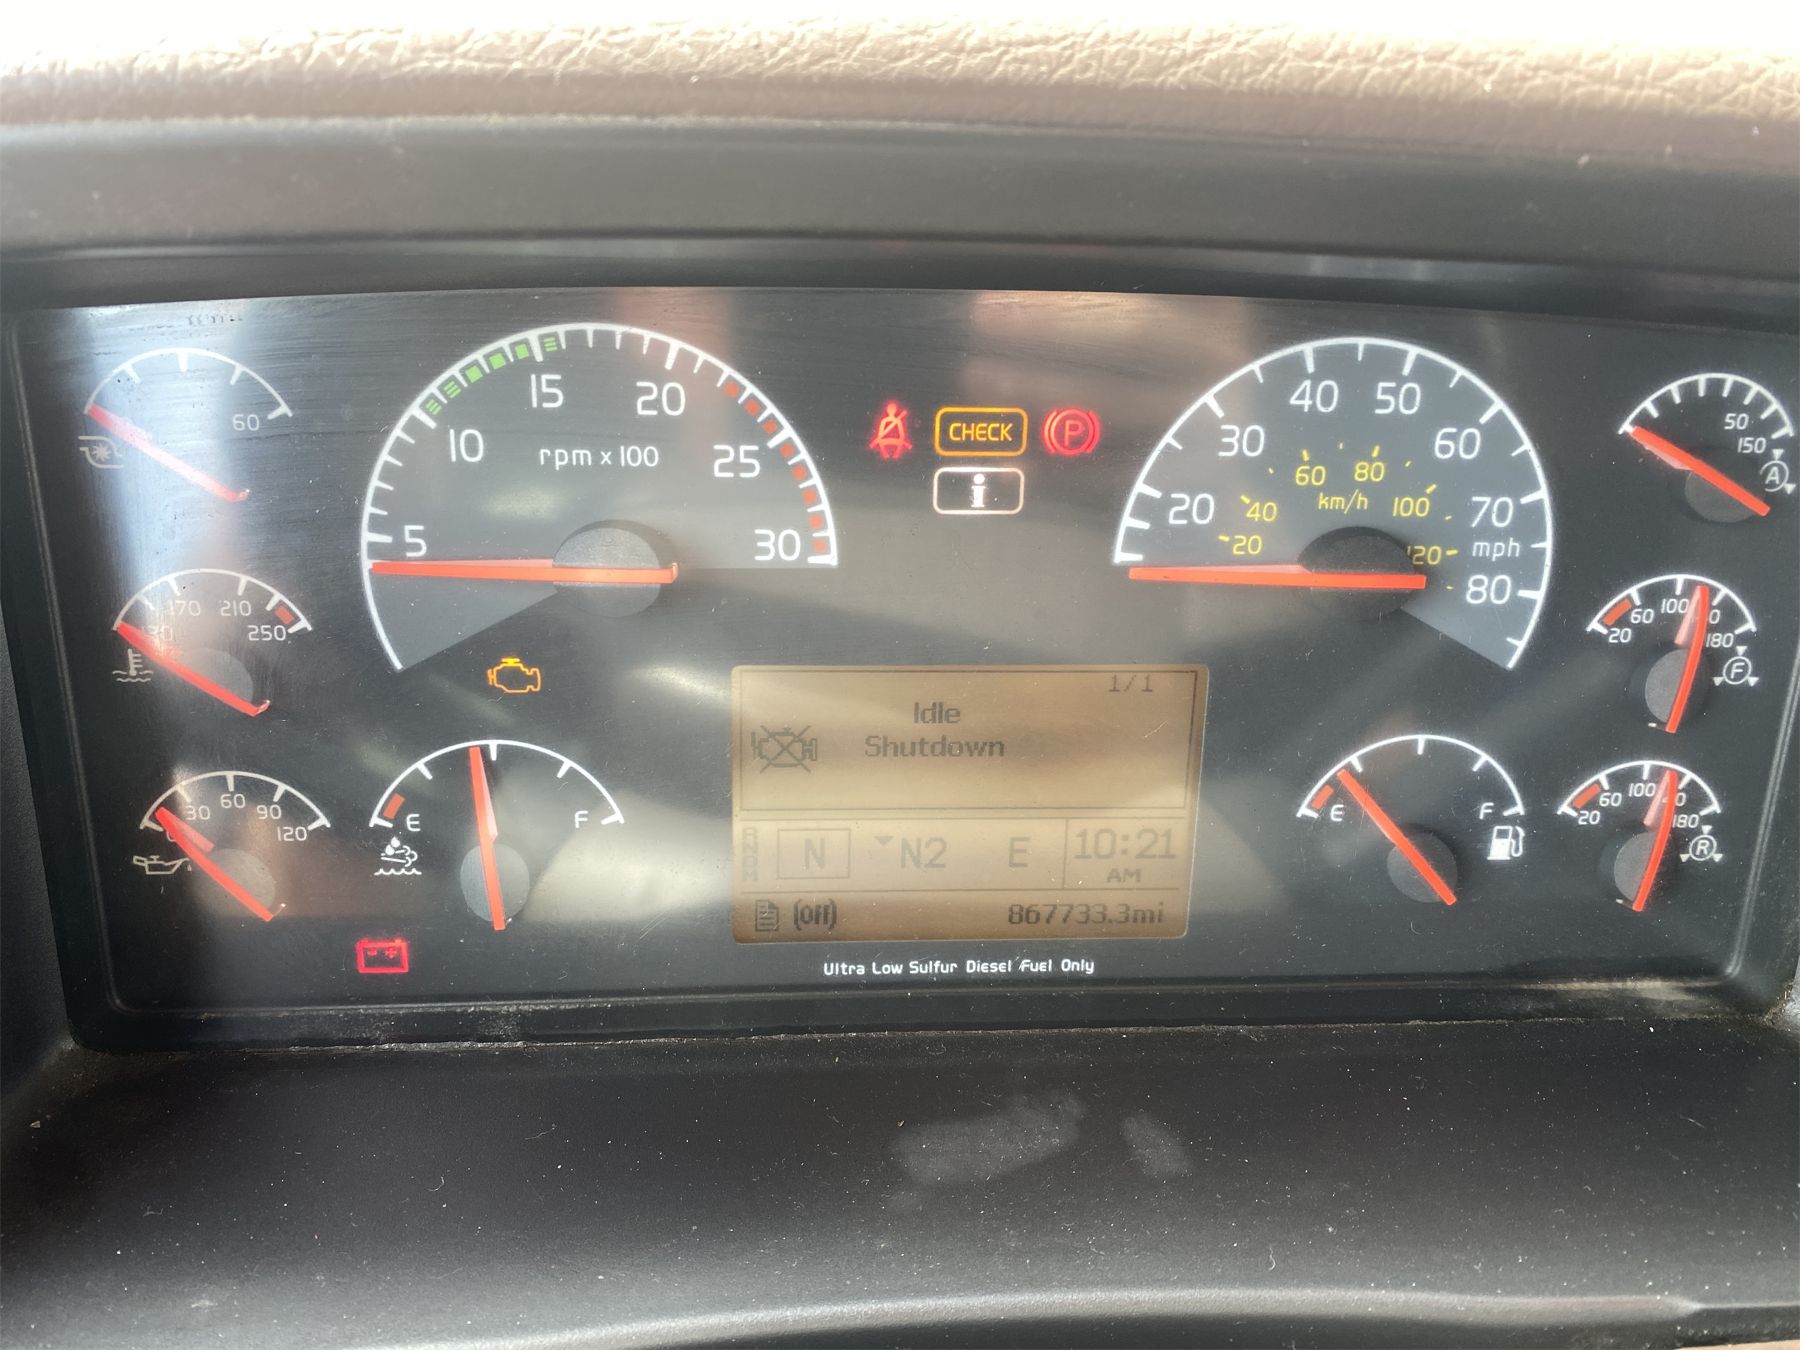 60
15
20
10
25
rpm x 100
5
30
CHECK
P
i
40
50
30
60
20
70
80
mph
60
80
40
100
km/h
20
50
150
A
170
210
250
60
100
20
180
F
30
60
90
120
E
F
1/1
Idle
Shutdown
R
N
D
M
N
N2
E
10:21
AM
(Off)
867733.3mi
Ultra Low Sulfur Diesel Fuel Only
E
F
60
100
20
180
R